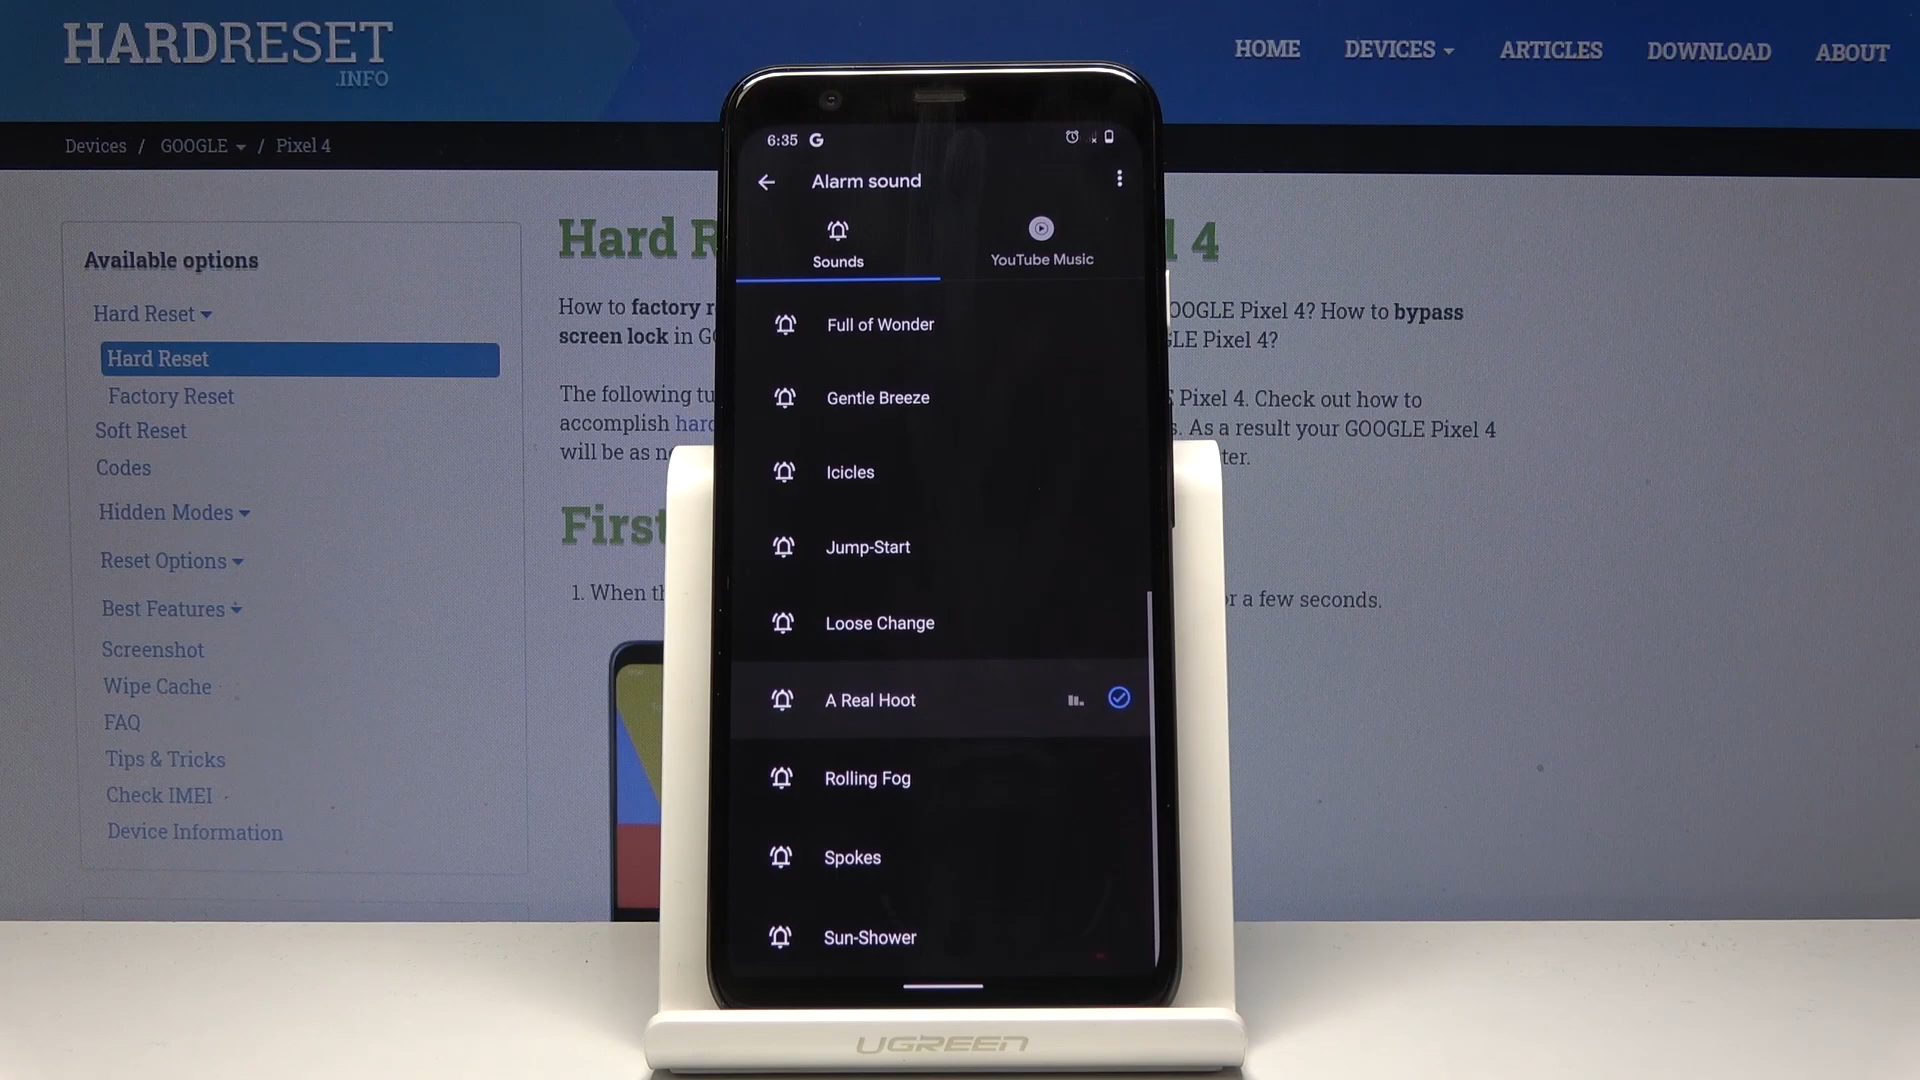 HARDRESET
.INFO
HOME DEVICES ARTICLES DOWNLOAD ABOUT
Devices / GOOGLE / Pixel 4
Available options
Hard Reset
Hard Reset
Factory Reset
Soft Reset
Codes
Hidden Modes
Reset Options
Best Features
Screenshot
Wipe Cache
FAQ
Tips & Tricks
Check IMEI
Device Information
Hard R
4
How to factory r
OOGLE Pixel 4? How to bypass
screen lock in G
LE Pixel 4?
The following tu
Pixel 4. Check out how to
accomplish hard
s. As a result your GOOGLE Pixel 4
will be as n
ter.
First
1. When th
or a few seconds.
6:35 G
Alarm sound
Sounds
YouTube Music
Full of Wonder
Gentle Breeze
Icicles
Jump-Start
Loose Change
A Real Hoot
Rolling Fog
Spokes
Sun-Shower
UGREEN